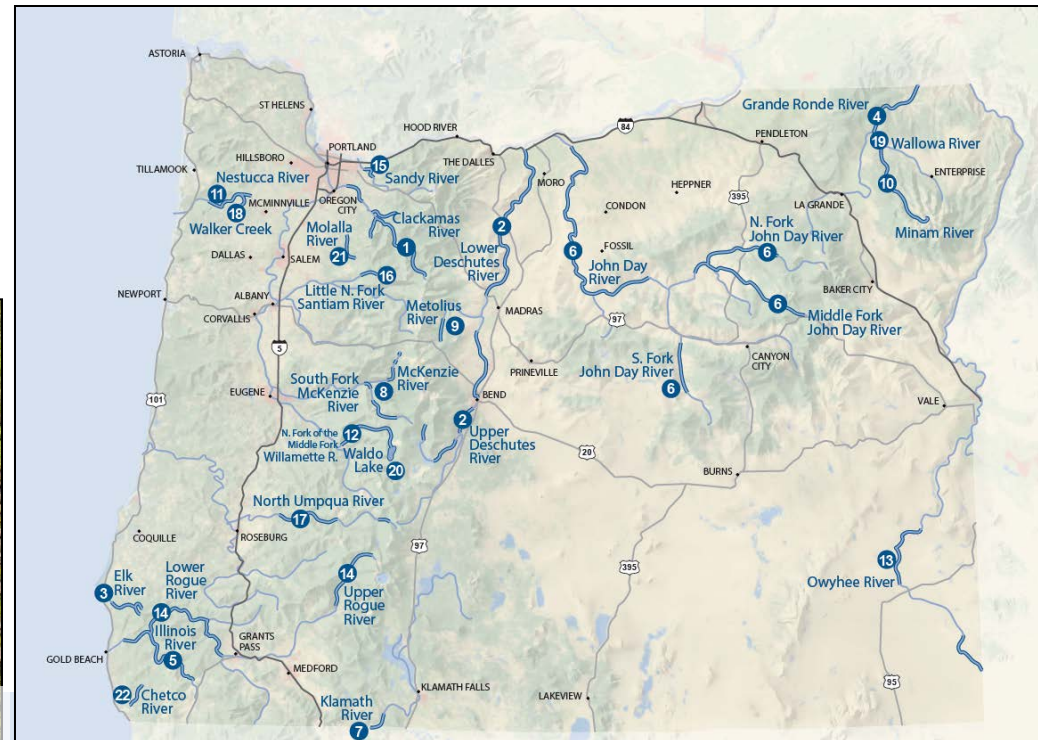 ASTORIA
ST HELENS
HOOD RIVER
84
Grande Ronde River
4
PENDLETON
PORTLAND
HILLSBORO
THE DALLES
19
Wallowa River
TILLAMOOK
15
Sandy River
MORO
HEPPNER
395
ENTERPRISE
Nestucca River
11
OREGON
CITY
10
18
MCMINNVILLE
CONDON
LA GRANDE
Walker Creek
Clackamas
River
Minam River
Molalla
River
1
2
Lower
Deschutes
River
N. Fork
John Day River
6
DALLAS
SALEM
21
6
FOSSIL
John Day
River
16
BAKER CITY
NEWPORT
ALBANY
Little N. Fork
Santiam River
Metolius
River
6
Middle Fork
John Day River
CORVALLIS
9
MADRAS
97
5
S. Fork
John Day River
6
CANYON
CITY
PRINEVILLE
McKenzie
River
South Fork
McKenzie
River
8
EUGENE
101
BEND
VALE
N. Fork of the
Middle Fork
Willamette R.
12
2
Upper
Deschutes
River
Waldo
Lake
20
20
BURNS
North Umpqua River
17
COQUILLE
ROSEBURG
97
Elk
River
3
Lower
Rogue
River
14
14
Upper
Rogue
River
395
13
Owyhee River
Illinois
River
5
GRANTS
PASS
GOLD BEACH
MEDFORD
22
Chetco
River
Klamath
River
7
KLAMATH FALLS
LAKEVIEW
95